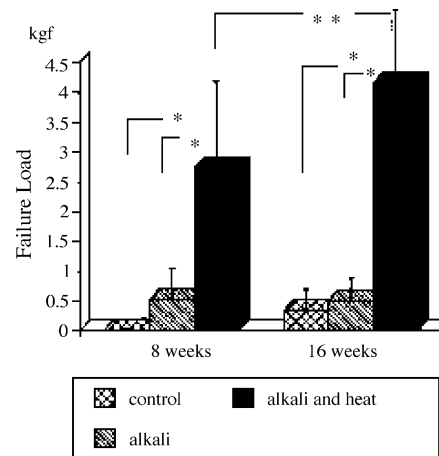 kgf
* *
*
*
*
*
4.5
4
3.5
3
2.5
2
1.5
1
0.5
0
Failure Load
8 weeks
16 weeks
control
alkali and heat
alkali